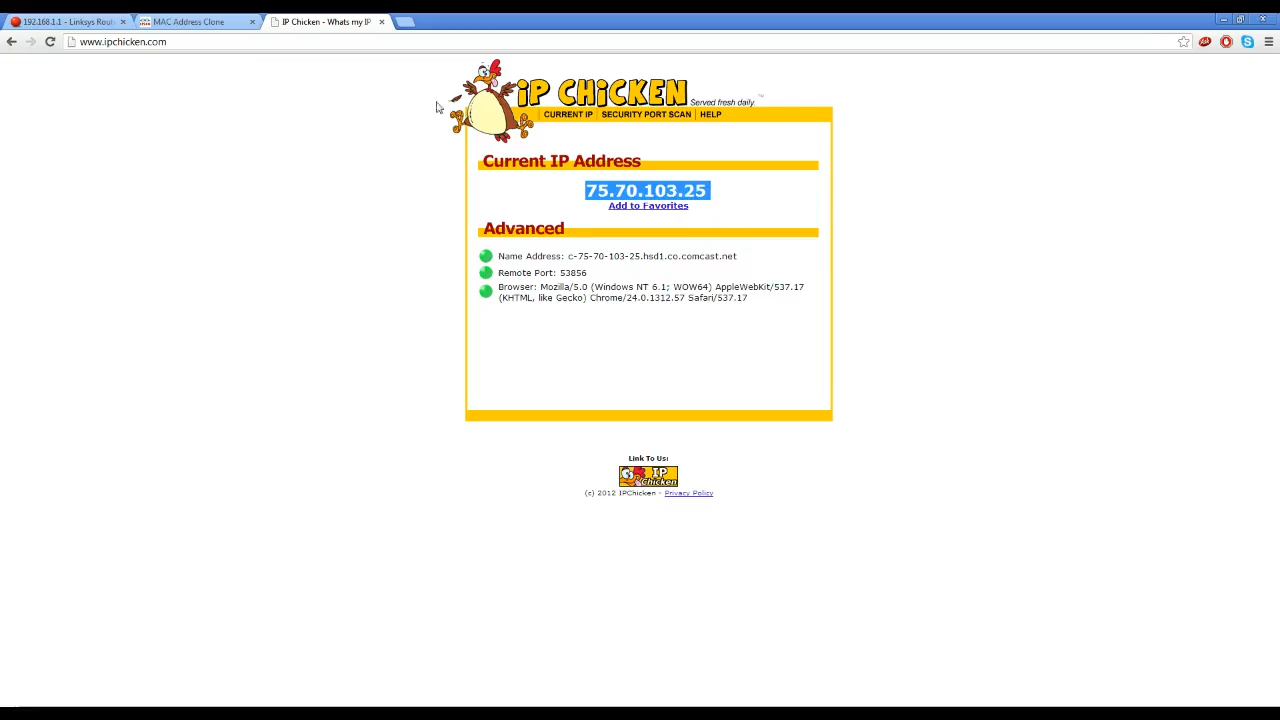 192.168.1.1 - Linksys Rout
MAC Address Clone
IP Chicken - Whats my IP
www.ipchicken.com
iP CHiCKEN Served fresh daily. ™
CURRENT IP | SECURITY PORT SCAN | HELP
Current IP Address
75.70.103.25
Add to Favorites
Advanced
Name Address: c-75-70-103-25.hsd1.co.comcast.net
Remote Port: 53856
Browser: Mozilla/5.0 (Windows NT 6.1; WOW64) AppleWebKit/537.17
(KHTML, like Gecko) Chrome/24.0.1312.57 Safari/537.17
Link To Us:
IP
Chicken
(c) 2012 IPChicken - Privacy Policy